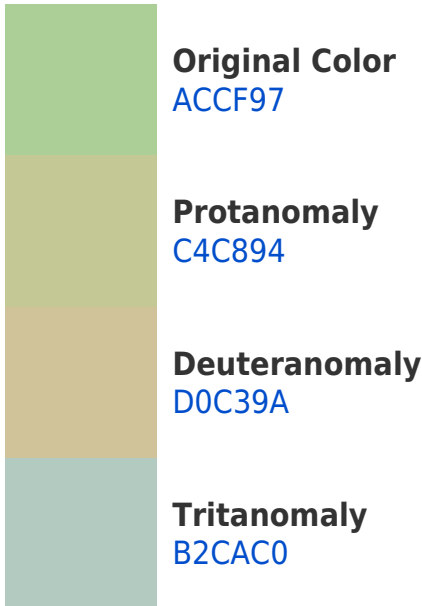 Original Color
ACCF97
Protanomaly
C4C894
Deuteranomaly
D0C39A
Tritanomaly
B2CAC0